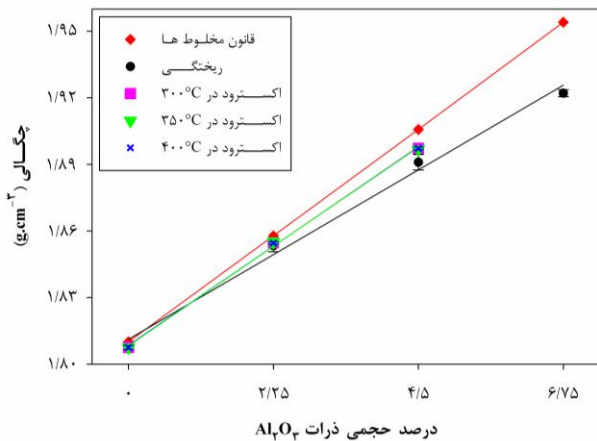 قانون مخلوط ها
ریختگی
اکسترود در ۳۰۰°C
اکسترود در ۳۵۰°C
اکسترود در ۴۰۰°C
چگالی (g.cm⁻³)
۱/۹۵
۱/۹۲
۱/۸۹
۱/۸۶
۱/۸۳
۱/۸۰
۰ ۲/۲۵ ۴/۵ ۶/۷۵
درصد حجمی ذرات Al₂O₃